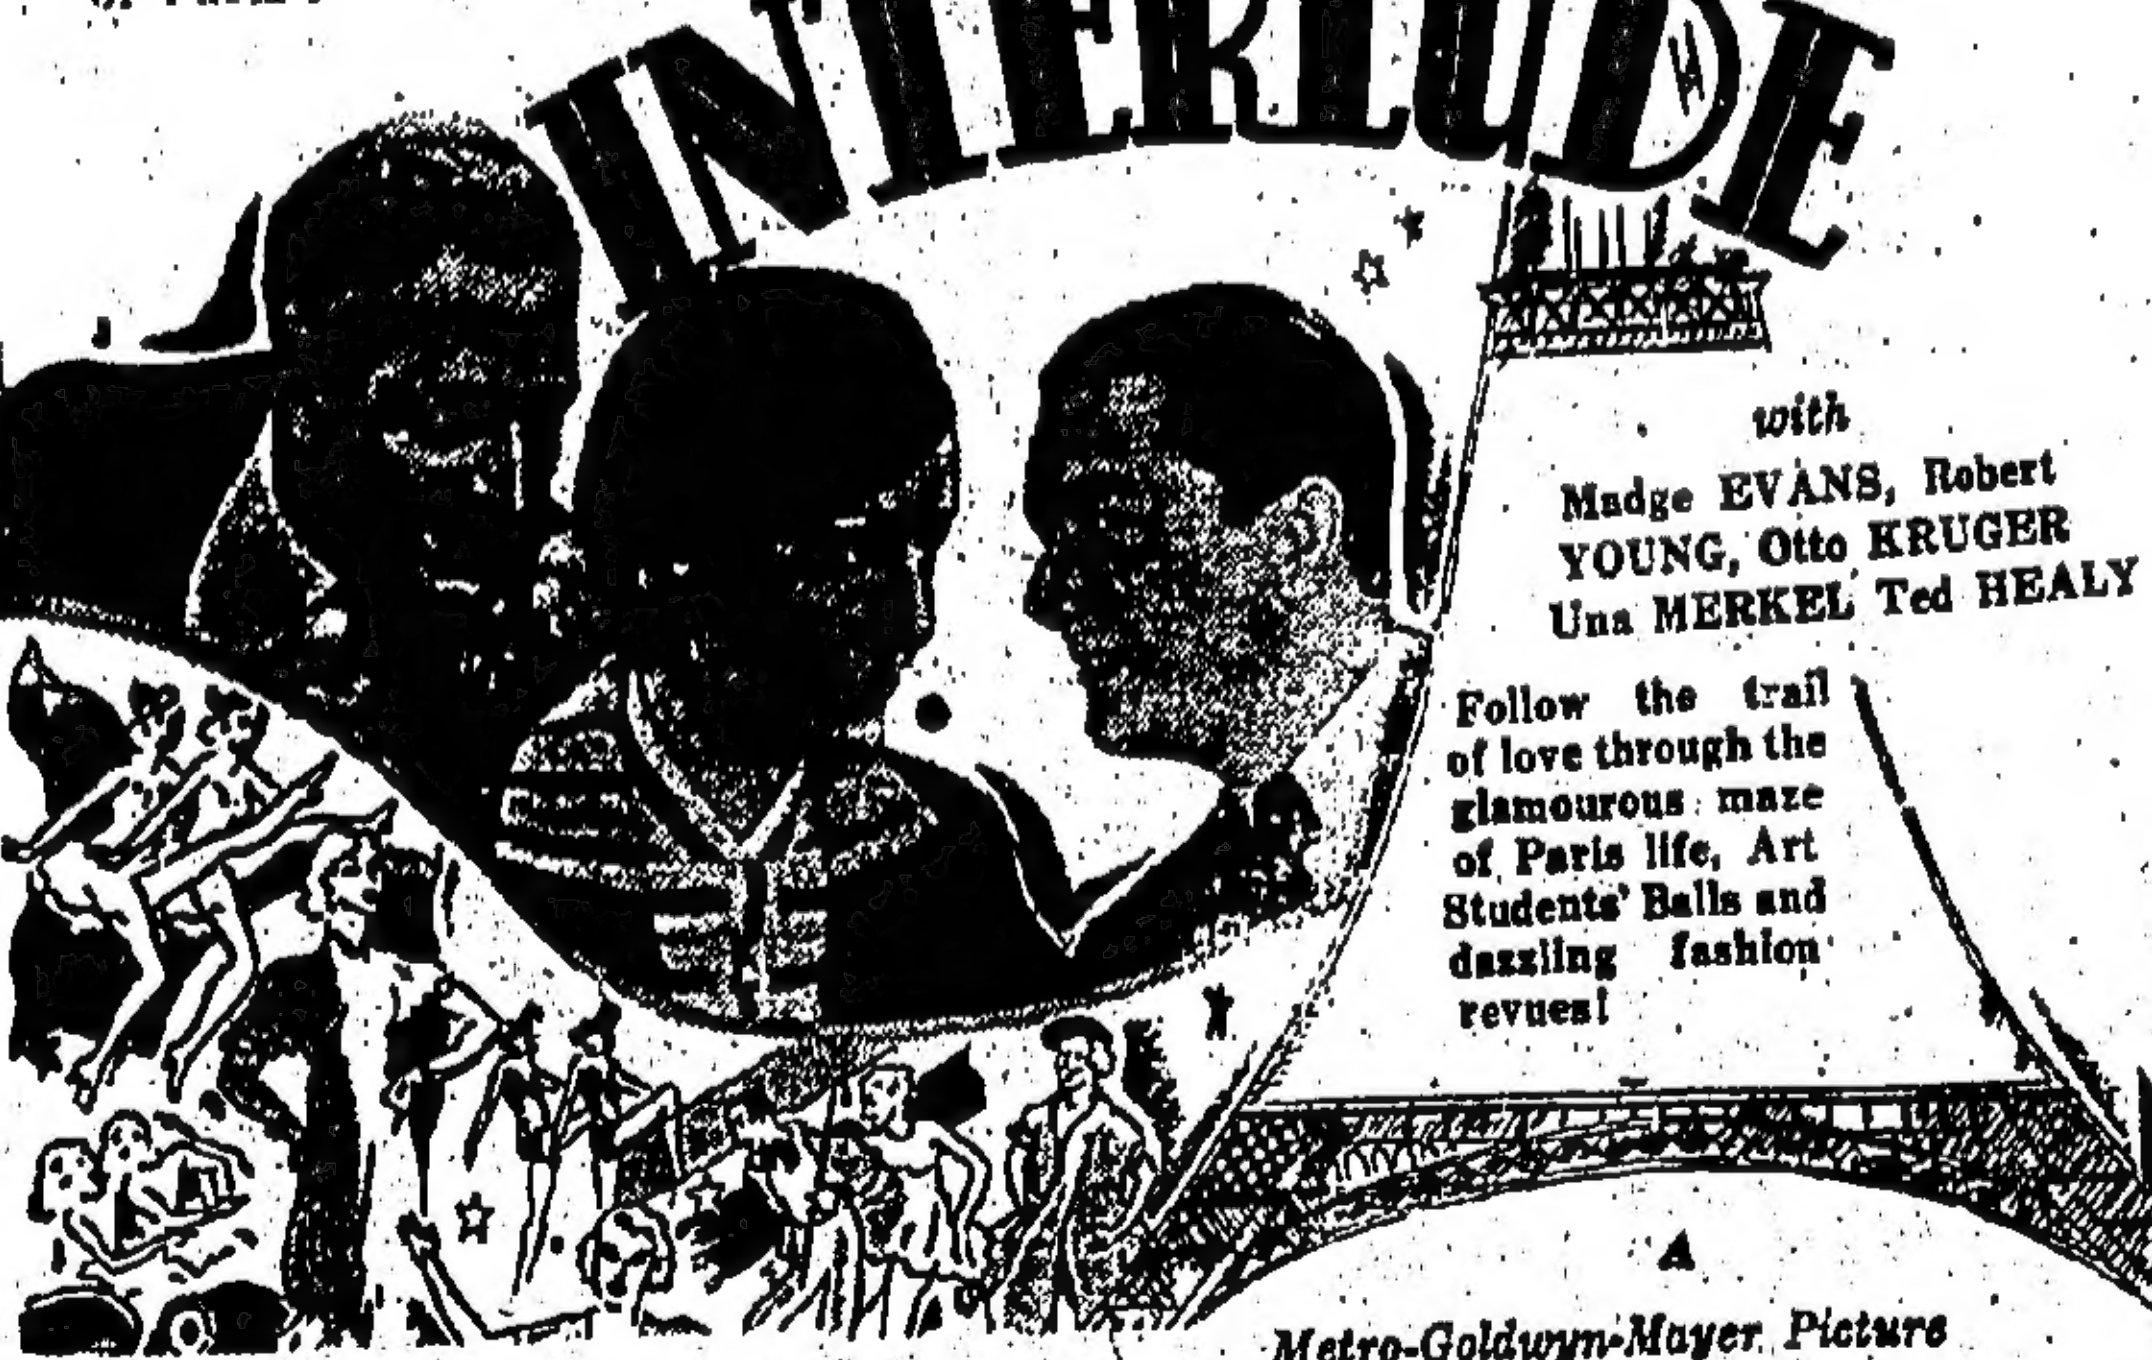 INTERLUDE
with
Madge EVANS, Robert
YOUNG, Otto KRUGER
Una MERKEL Ted HEALY
Follow the trail
of love through the
glamourous maze
of Paris life, Art
Students' Balls and
dazzling fashion
revues!
A
Metro-Goldwyn-Mayer Picture